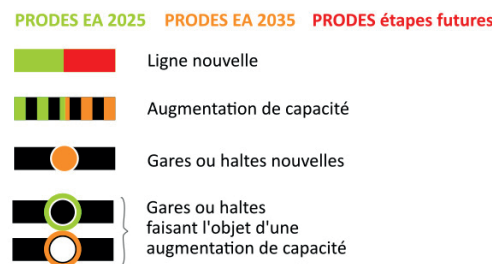 PRODES EA 2025 PRODES EA 2035 PRODES étapes futures
Ligne nouvelle
Augmentation de capacité
Gares ou haltes nouvelles
Gares ou haltes
faisant l'objet d'une
augmentation de capacité